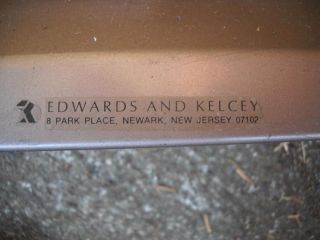 EDWARDS AND KELCEY
8 PARK PLACE, NEWARK, NEW JERSEY 07102